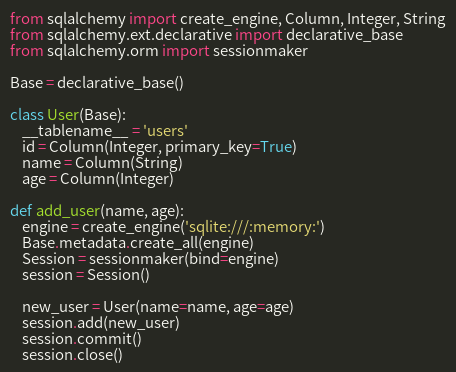 from sqlalchemy import create_engine, Column, Integer, String
from sqlalchemy.ext.declarative import declarative_base
from sqlalchemy.orm import sessionmaker

Base = declarative_base()

class User(Base):
    __tablename__ = 'users'
    id = Column(Integer, primary_key=True)
    name = Column(String)
    age = Column(Integer)

def add_user(name, age):
    engine = create_engine('sqlite:///:memory:')
    Base.metadata.create_all(engine)
    Session = sessionmaker(bind=engine)
    session = Session()

    new_user = User(name=name, age=age)
    session.add(new_user)
    session.commit()
    session.close()